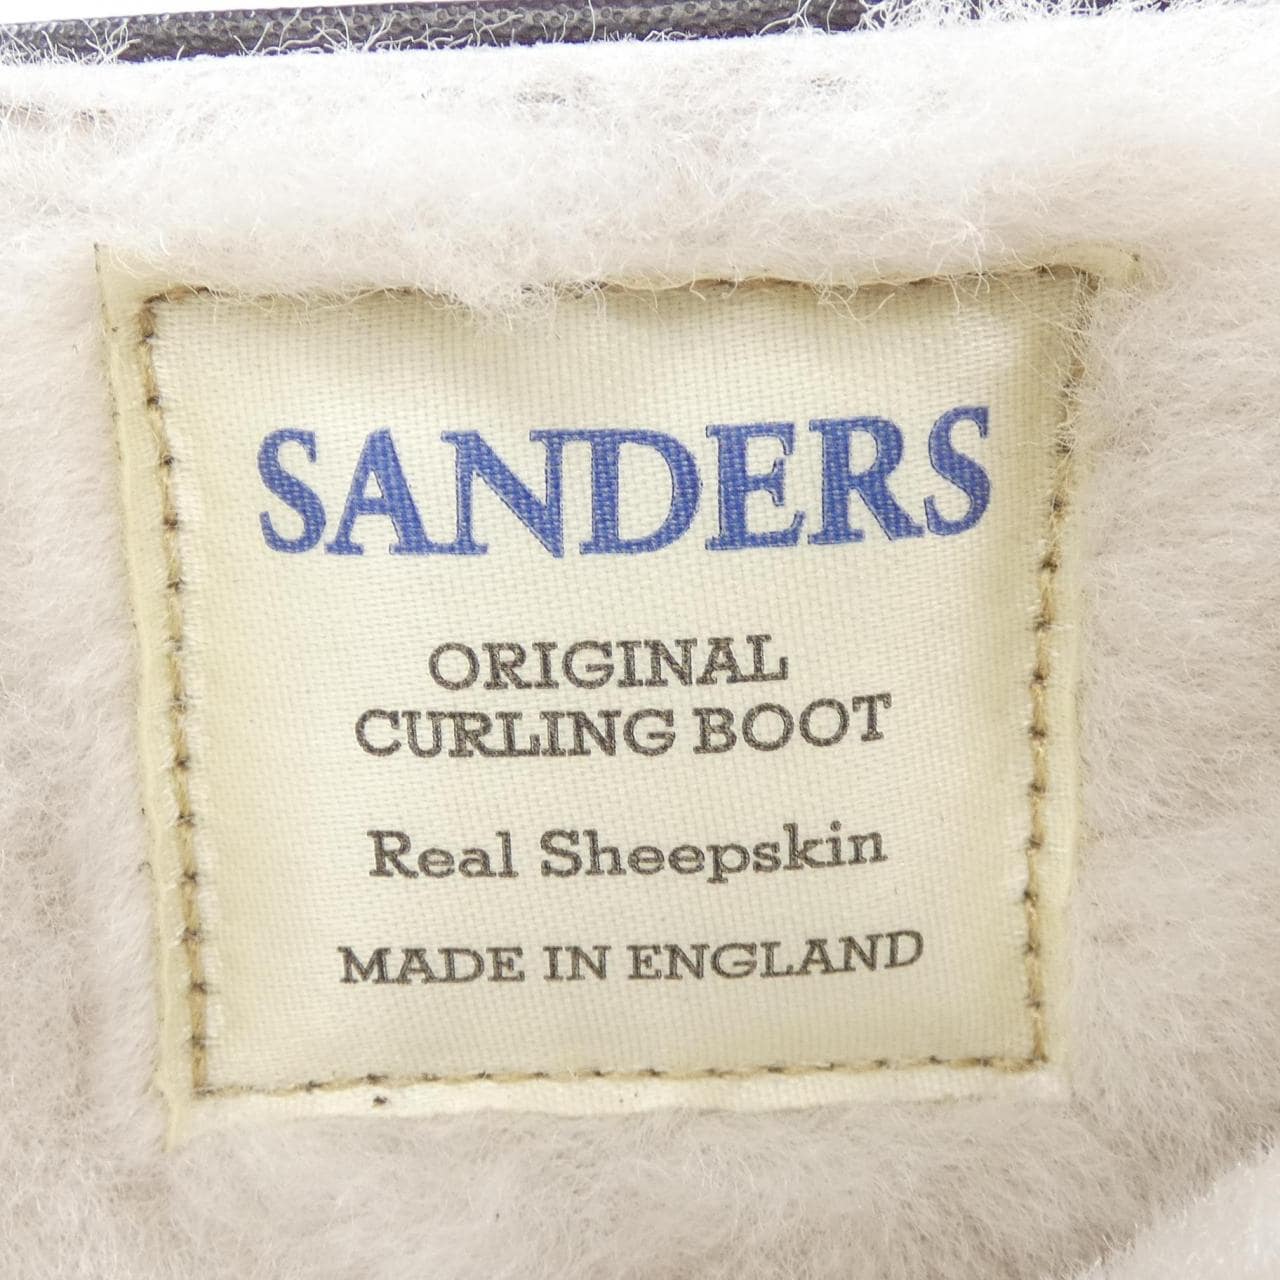 SANDERS
ORIGINAL
CURLING BOOT
Real Sheepskin
MADE IN ENGLAND